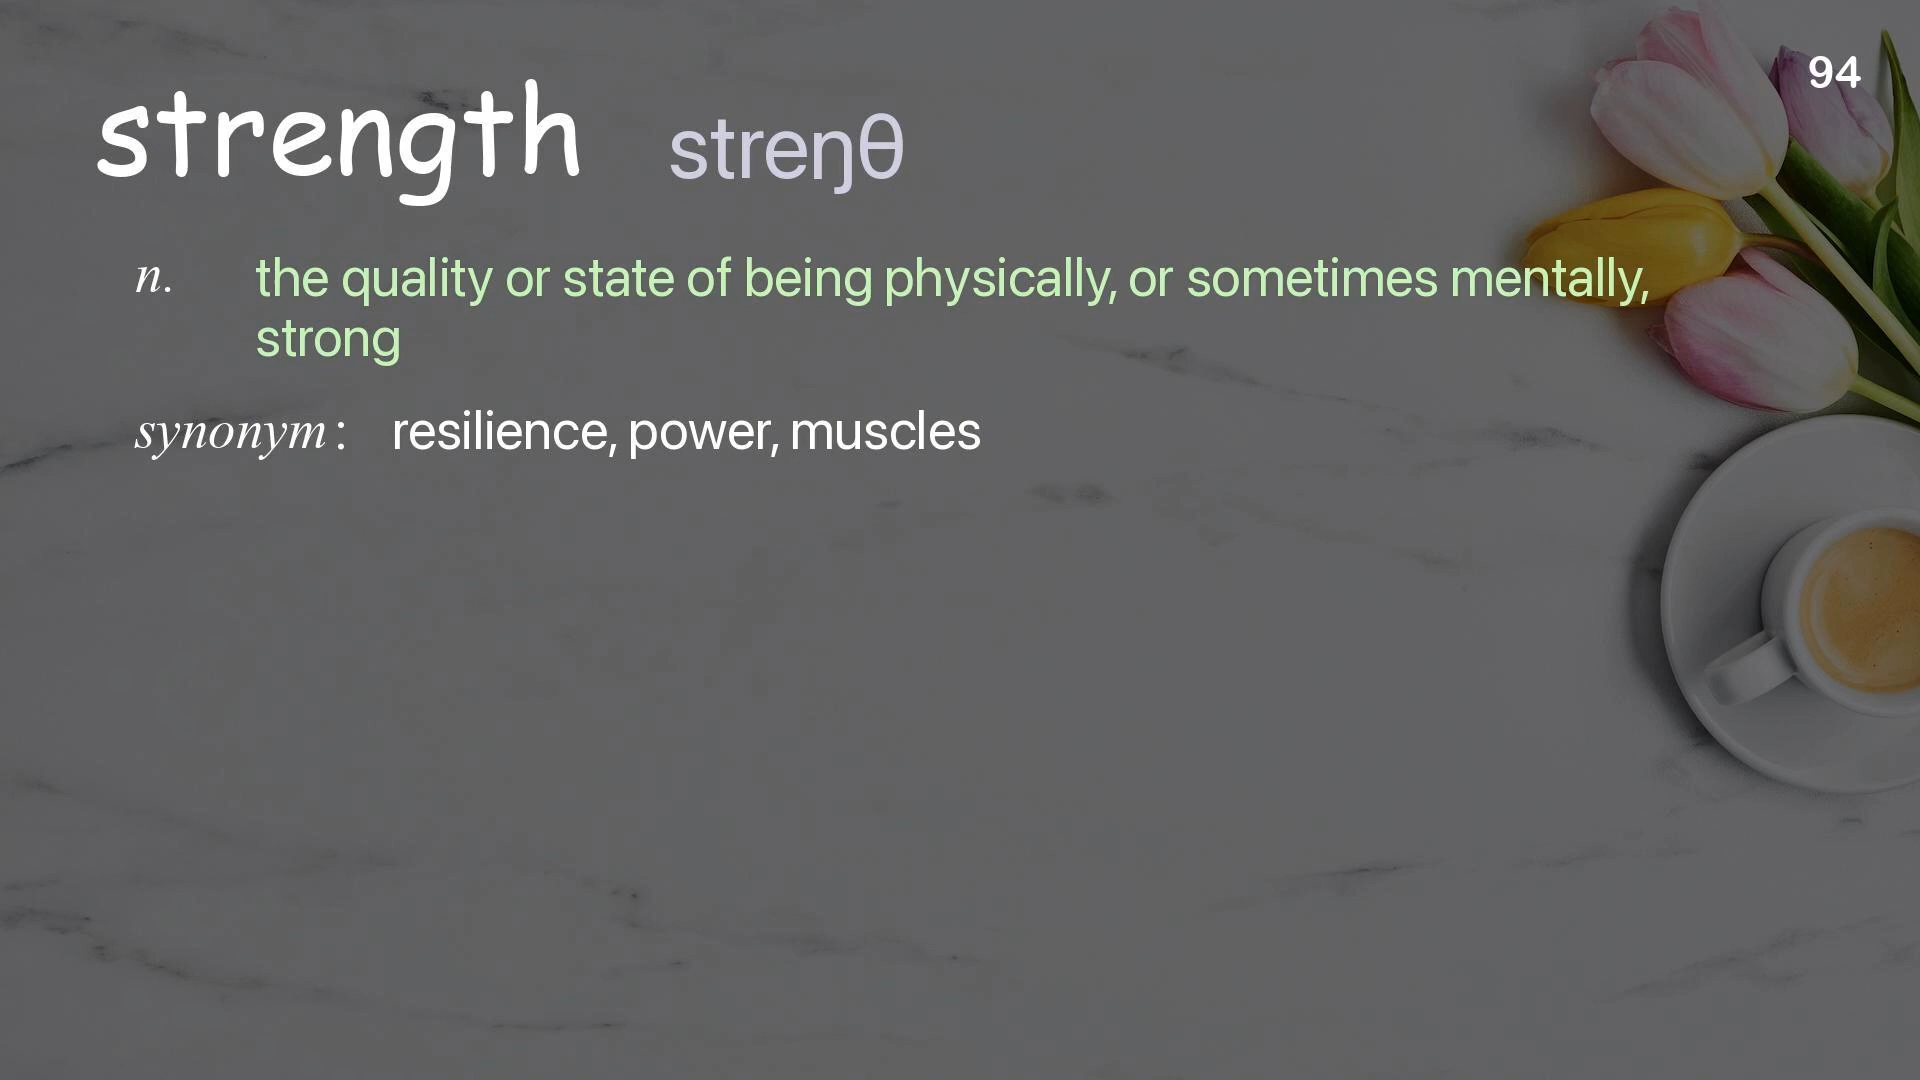 94
strength streŋθ
n. the quality or state of being physically, or sometimes mentally,
strong
synonym: resilience, power, muscles